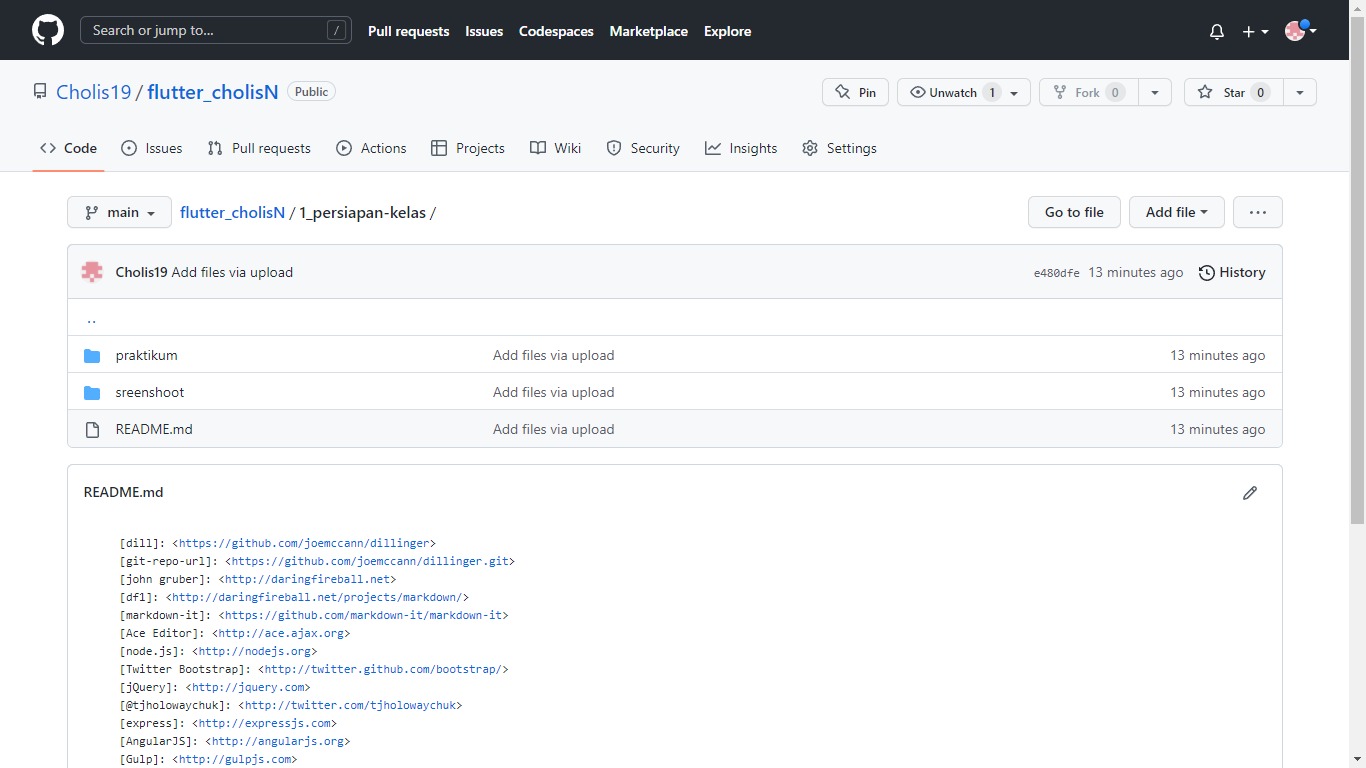 Search or jump to... /
Pull requests Issues Codespaces Marketplace Explore
Cholis19 / flutter_cholisN Public
Pin Unwatch 1 Fork 0 Star 0
Code Issues Pull requests Actions Projects Wiki Security Insights Settings
main flutter_cholisN / 1_persiapan-kelas / Go to file Add file ...
Cholis19 Add files via upload e480dfe 13 minutes ago History
..
praktikum Add files via upload 13 minutes ago
sreenshoot Add files via upload 13 minutes ago
README.md Add files via upload 13 minutes ago
README.md
[dill]: <https://github.com/joemccann/dillinger>
[git-repo-url]: <https://github.com/joemccann/dillinger.git>
[john gruber]: <http://daringfireball.net>
[df1]: <http://daringfireball.net/projects/markdown/>
[markdown-it]: <https://github.com/markdown-it/markdown-it>
[Ace Editor]: <http://ace.ajax.org>
[node.js]: <http://nodejs.org>
[Twitter Bootstrap]: <http://twitter.github.com/bootstrap/>
[jQuery]: <http://jquery.com>
[@tjholowaychuk]: <http://twitter.com/tjholowaychuk>
[express]: <http://expressjs.com>
[AngularJS]: <http://angularjs.org>
[Gulp]: <http://gulpjs.com>